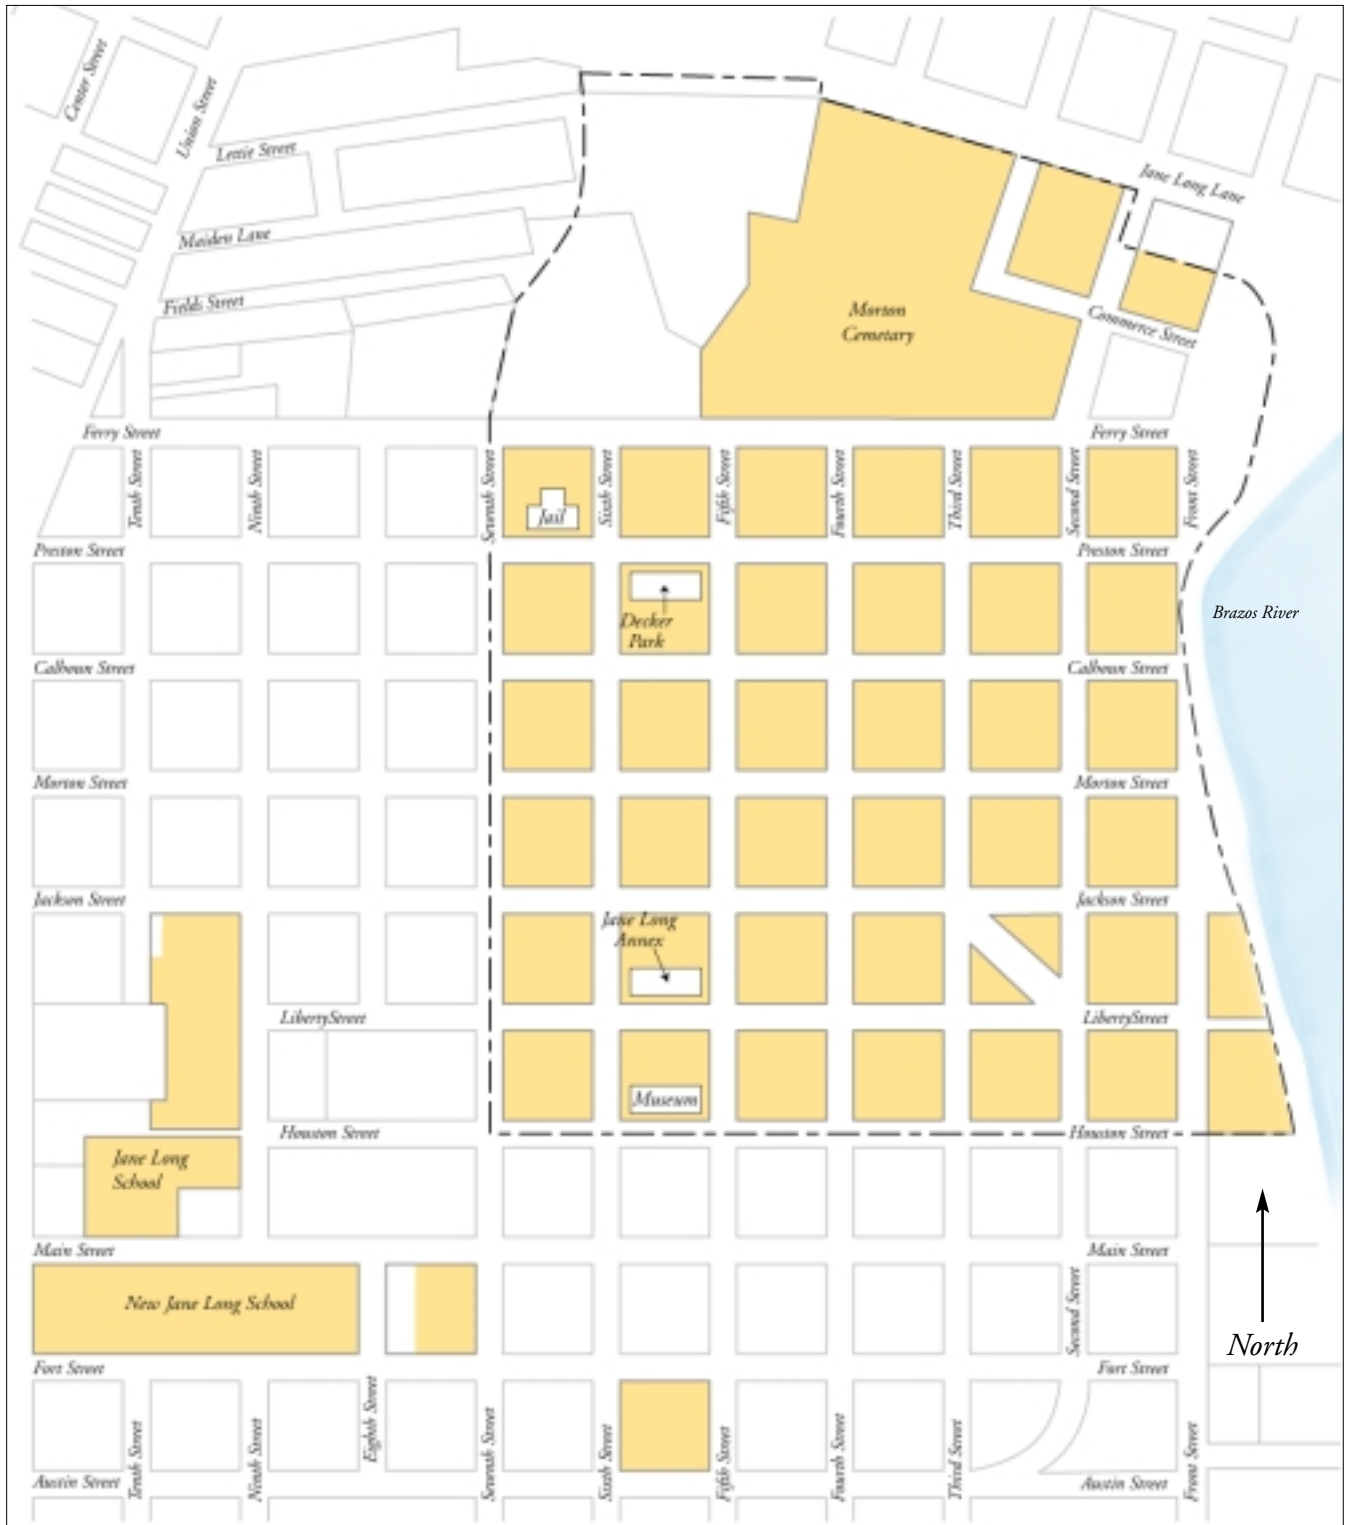 Center Street
Union Street
Lettie Street
Maiden Lane
Fields Street
Jane Long Lane
Commerce Street
Morton
Cemetary
Ferry Street
Ferry Street
Tenth Street
Ninth Street
Seventh Street
Sixth Street
Fifth Street
Fourth Street
Third Street
Second Street
Front Street
Jail
Preston Street
Preston Street
Decker
Park
Brazos River
Calhoun Street
Calhoun Street
Morton Street
Morton Street
Jackson Street
Jackson Street
Jane Long
Annex
LibertyStreet
LibertyStreet
Museum
Houston Street
Houston Street
Jane Long
School
Main Street
Main Street
New Jane Long School
Second Street
North
Fort Street
Fort Street
Tenth Street
Ninth Street
Eighth Street
Seventh Street
Sixth Street
Fifth Street
Fourth Street
Third Street
Front Street
Austin Street
Austin Street